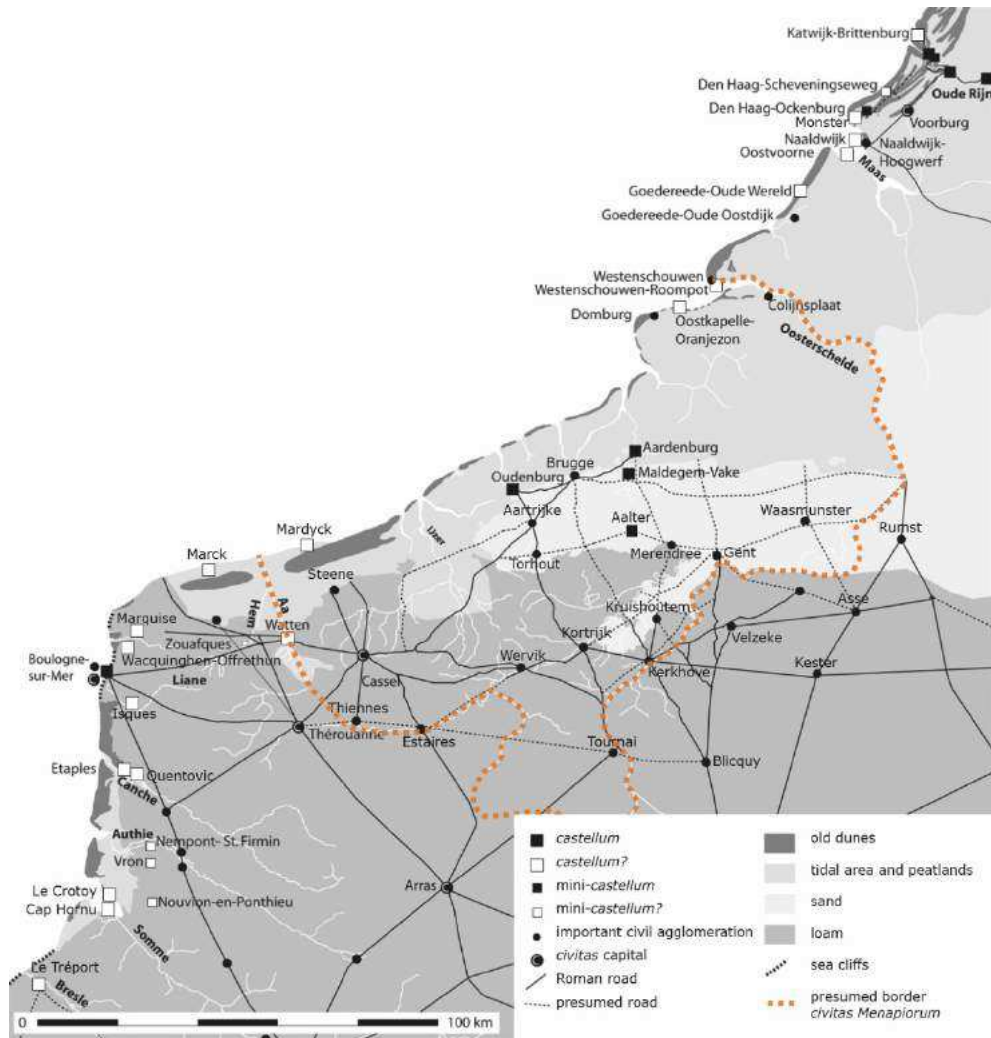 Katwijk-Brittenburg
Den Haag-Scheveningseweg
Oude Rijn
Den Haag-Ockenburg
Monster
Voorburg
Naaldwijk
Naaldwijk-
Hoogwerf
Oostvoorne
Maas
Goedereede-Oude Wereld
Goedereede-Oude Oostdijk
Westenschouwen
Westenschouwen-Roompot
Colijnsplaat
Domburg
Oostkapelle-
Oranjezon
Oosterschelde
Aardenburg
Brugge
Maldegem-Vake
Oudenburg
Aartrijke
Aalter
Waasmunster
Rumst
IJzer
Mardyck
Marck
Torhout
Merendree
Gent
Steene
Aa
Hem
Kruishoutem
Asse
Marquise
Watten
Zouafques
Kortrijk
Velzeke
Wacquinghen-Offrethun
Boulogne-
sur-Mer
Liane
Cassel
Wervik
Kerkhove
Kester
Isques
Thiennes
Thérouanne
Estaires
Tournai
Blicquy
Etaples
Quentovic
Canche
Authie
Nempont- St. Firmin
Vron
Arras
Le Crotoy
Cap Hornu
Nouvion-en-Ponthieu
Somme
Le Tréport
Bresle
0
100 km
castellum
castellum?
mini-castellum
mini-castellum?
important civil agglomeration
civitas capital
Roman road
presumed road
old dunes
tidal area and peatlands
sand
loam
sea cliffs
presumed border
civitas Menapiorum